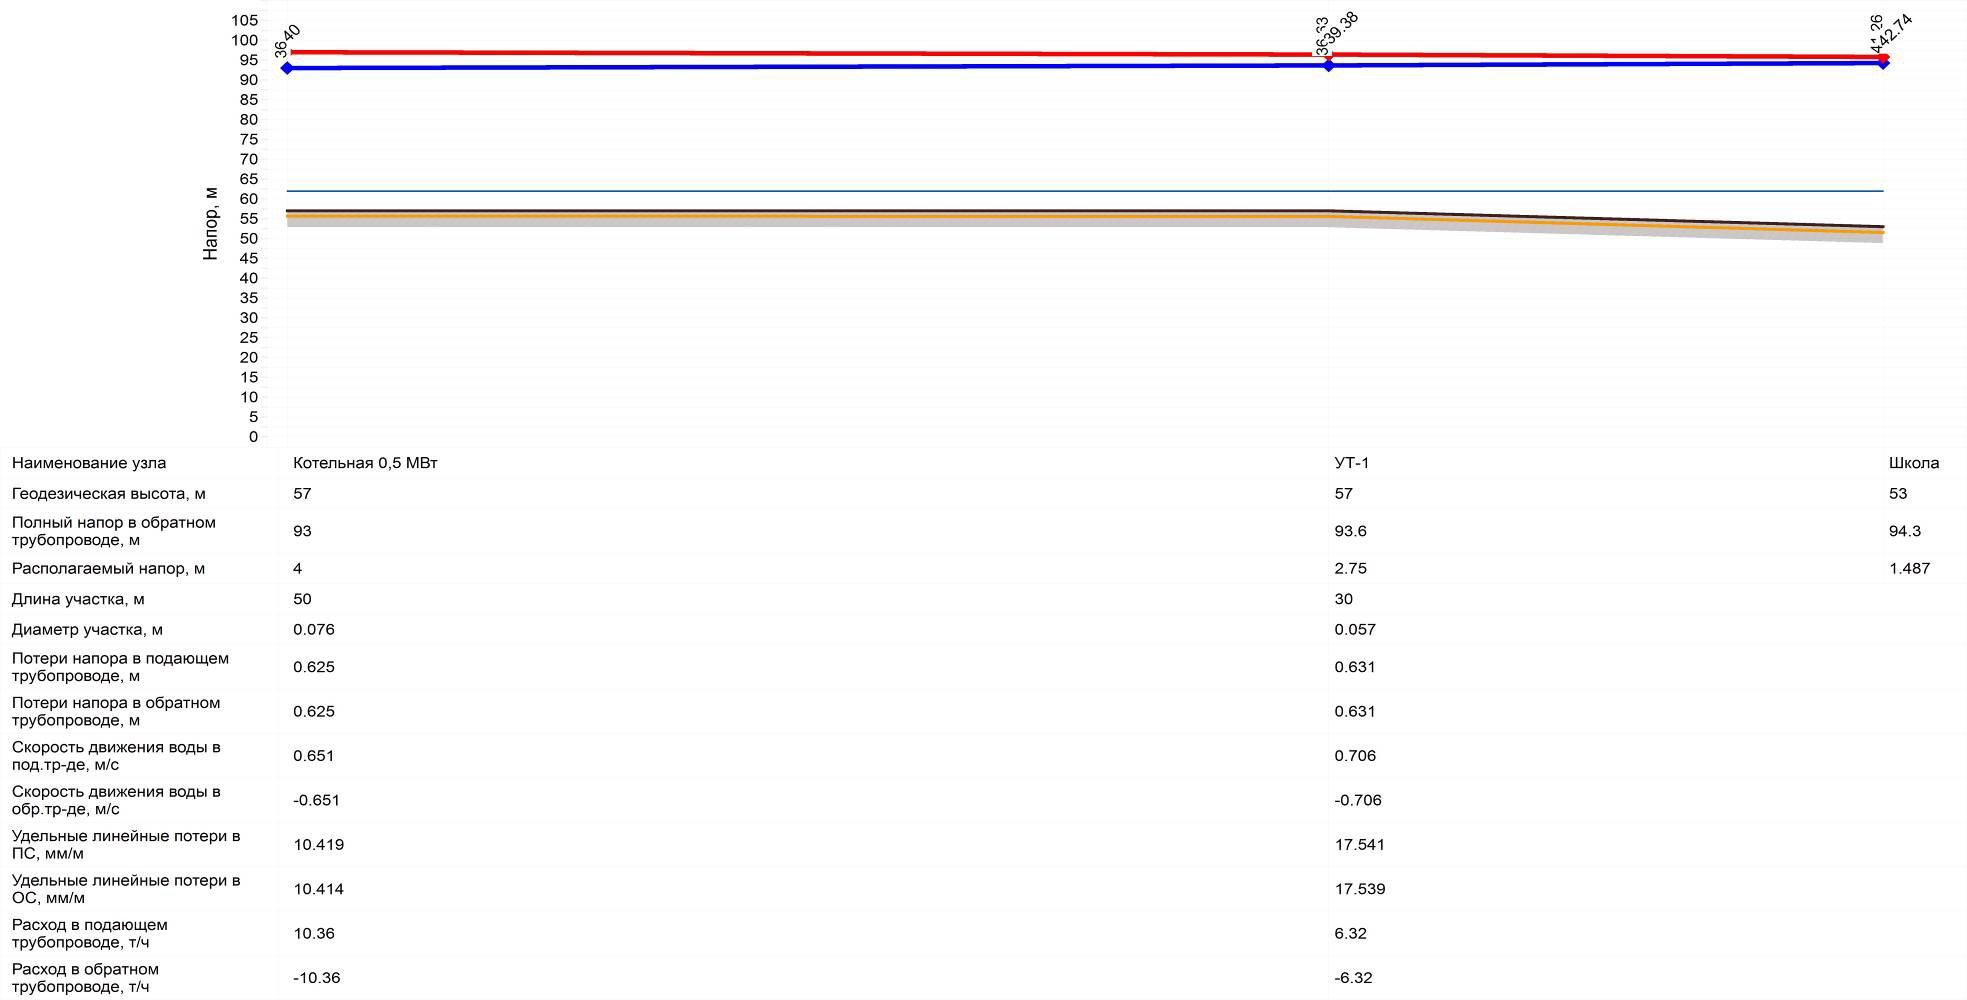 105
100
95
90
85
80
75
70
65
60
55
50
45
40
35
30
25
20
15
10
5
0
Напор, м
36
40
39.38
42.74
Наименование узла Котельная 0,5 МВт УТ-1 Школа
Геодезическая высота, м 57 57 53
Полный напор в обратном
трубопроводе, м 93 93.6 94.3
Располагаемый напор, м 4 2.75 1.487
Длина участка, м 50 30
Диаметр участка, м 0.076 0.057
Потери напора в подающем
трубопроводе, м 0.625 0.631
Потери напора в обратном
трубопроводе, м 0.625 0.631
Скорость движения воды в
под.тр-де, м/с 0.651 0.706
Скорость движения воды в
обр.тр-де, м/с -0.651 -0.706
Удельные линейные потери в
ПС, мм/м 10.419 17.541
Удельные линейные потери в
ОС, мм/м 10.414 17.539
Расход в подающем
трубопроводе, т/ч 10.36 6.32
Расход в обратном
трубопроводе, т/ч -10.36 -6.32